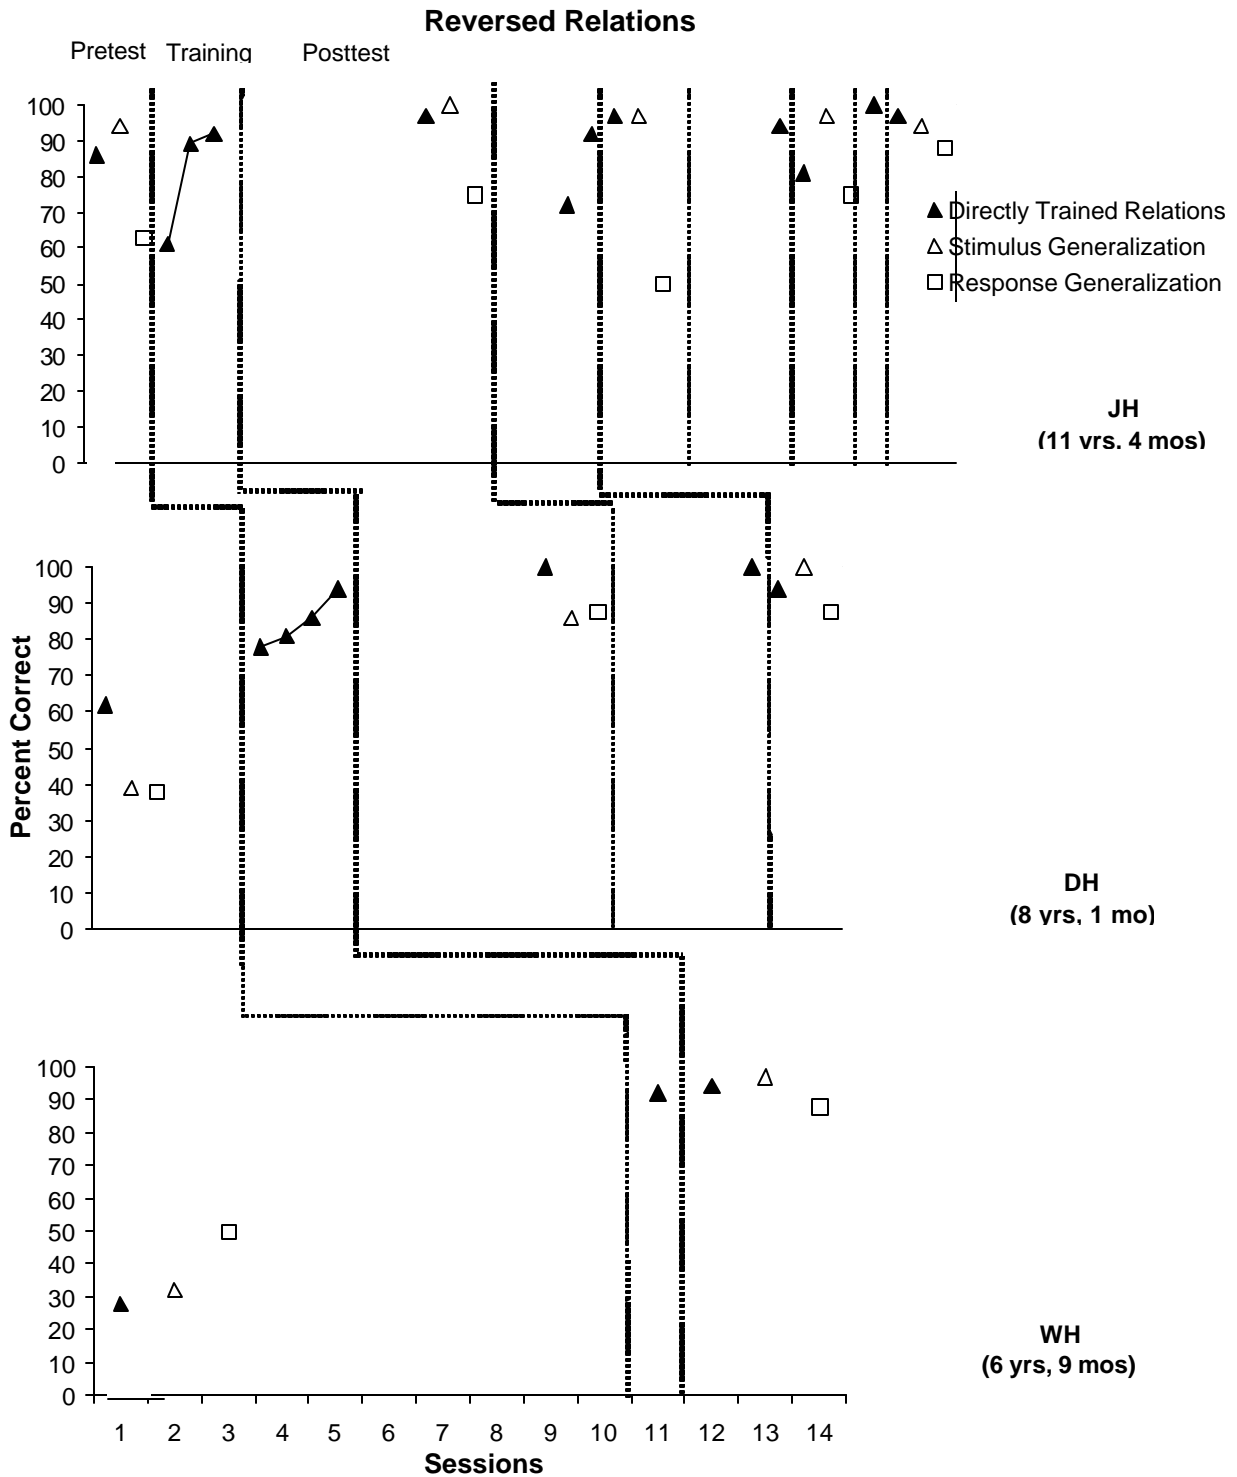 Reversed Relations
Pretest Training Posttest
100
90
80
70
60
50
40
30
20
10
0
Directly Trained Relations
Stimulus Generalization
Response Generalization
JH
(11 yrs. 4 mos)
Percent Correct
100
90
80
70
60
50
40
30
20
10
0
DH
(8 yrs, 1 mo)
100
90
80
70
60
50
40
30
20
10
0
WH
(6 yrs, 9 mos)
1 2 3 4 5 6 7 8 9 10 11 12 13 14
Sessions